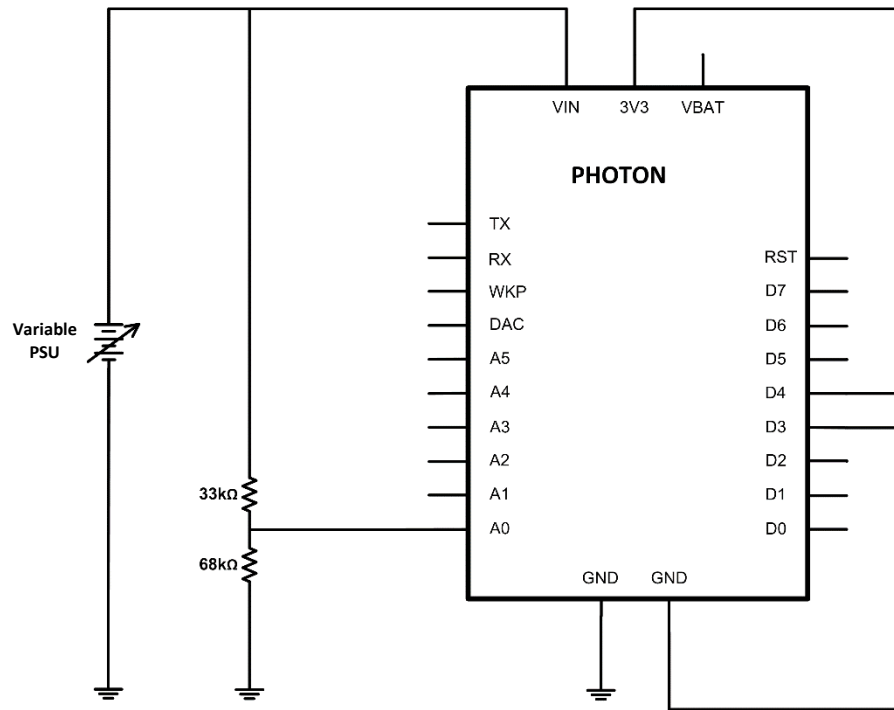 VIN 3V3 VBAT
PHOTON
TX
RX
WKP
DAC
A5
A4
A3
A2
A1
A0
RST
D7
D6
D5
D4
D3
D2
D1
D0
GND GND
Variable
PSU
33kΩ
68kΩ